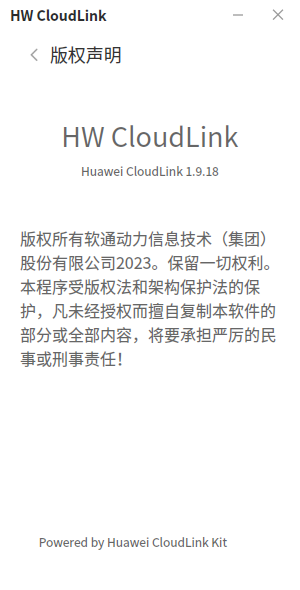 HW CloudLink
版权声明
HW CloudLink
Huawei CloudLink 1.9.18
版权所有软通动力信息技术（集团）
股份有限公司2023。保留一切权利。
本程序受版权法和架构保护法的保
护，凡未经授权而擅自复制本软件的
部分或全部内容，将要承担严厉的民
事或刑事责任！
Powered by Huawei CloudLink Kit